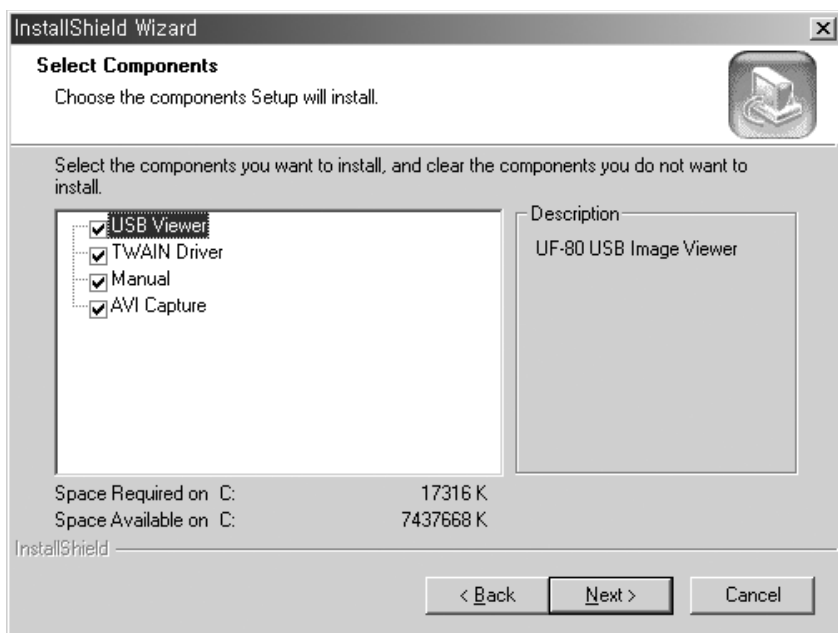 InstallShield Wizard
Select Components
Choose the components Setup will install.
Select the components you want to install, and clear the components you do not want to
install.
USB Viewer
TWAIN Driver
Manual
AVI Capture
Description
UF-80 USB Image Viewer
Space Required on C: 17316 K
Space Available on C: 7437668 K
InstallShield
< Back
Next >
Cancel